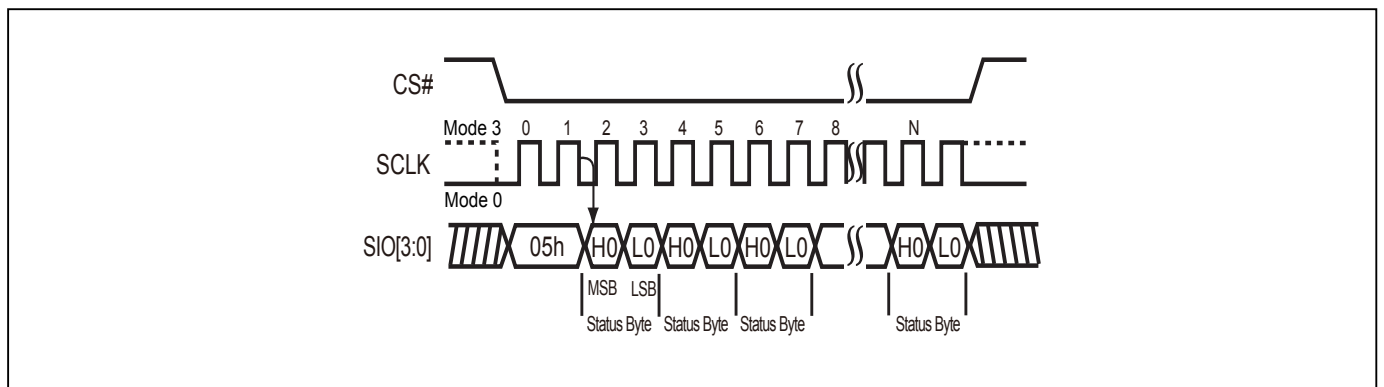 CS#
Mode 3 0 1 2 3 4 5 6 7 8 N
SCLK
Mode 0
SIO[3:0] 05h H0 L0 H0 L0 H0 L0 H0 L0
MSB LSB
Status Byte Status Byte Status Byte Status Byte